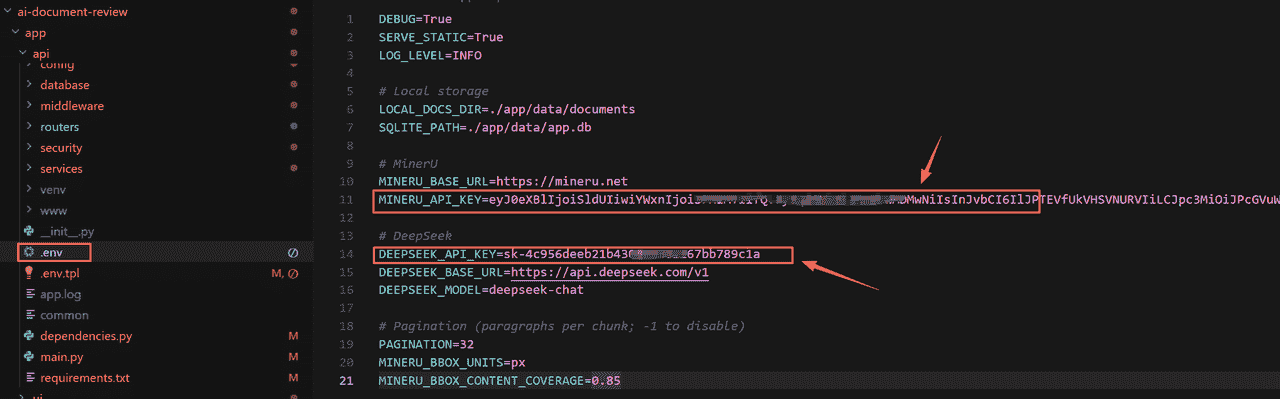 ai-document-review
app
api
config
database
middleware
routers
security
services
venv
www
__init__.py
.env
.env.tpl M,
app.log
common
dependencies.py M
main.py M
requirements.txt M
ui
1 DEBUG=True
2 SERVE_STATIC=True
3 LOG_LEVEL=INFO
4
5 # Local storage
6 LOCAL_DOCS_DIR=./app/data/documents
7 SQLITE_PATH=./app/data/app.db
8
9 # MinerU
10 MINERU_BASE_URL=https://mineru.net
11 MINERU_API_KEY=
12
13 # DeepSeek
14 DEEPSEEK_API_KEY=
15 DEEPSEEK_BASE_URL=https://api.deepseek.com/v1
16 DEEPSEEK_MODEL=deepseek-chat
17
18 # Pagination (paragraphs per chunk; -1 to disable)
19 PAGINATION=32
20 MINERU_BBOX_UNITS=px
21 MINERU_BBOX_CONTENT_COVERAGE=0.85